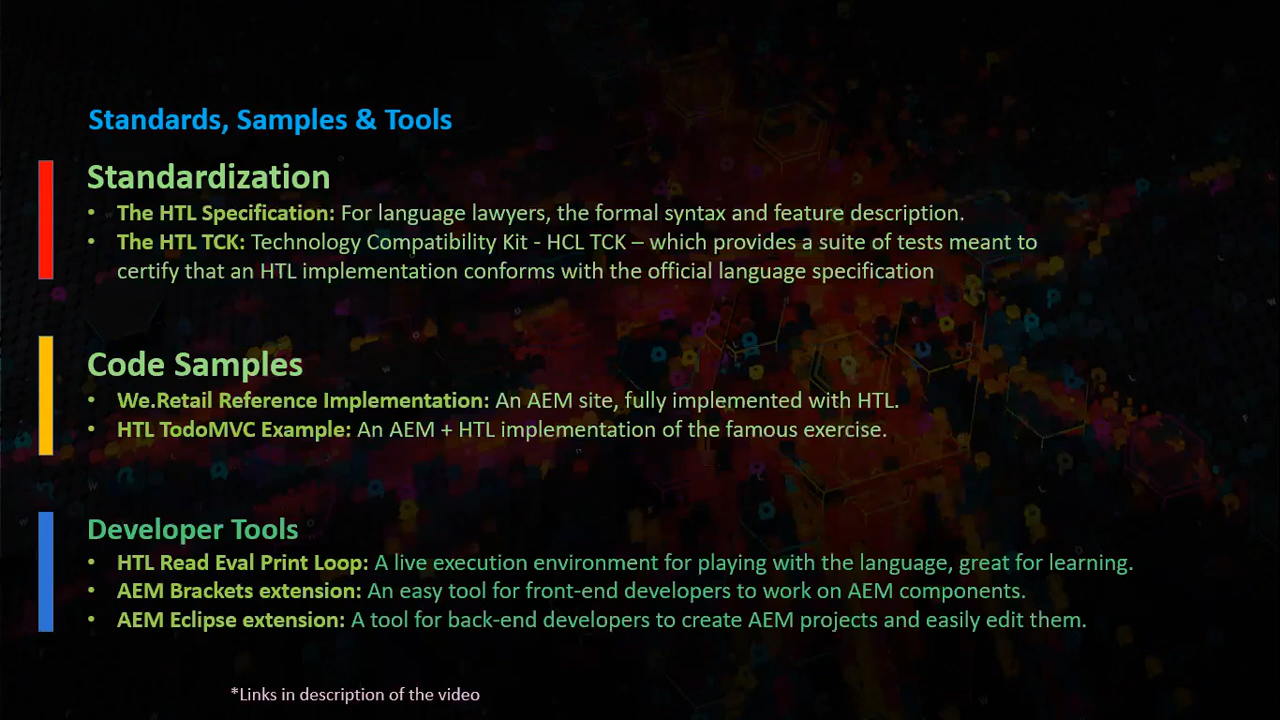 Standards, Samples & Tools
Standardization
• The HTL Specification: For language lawyers, the formal syntax and feature description.
• The HTL TCK: Technology Compatibility Kit - HCL TCK – which provides a suite of tests meant to
certify that an HTL implementation conforms with the official language specification
Code Samples
• We.Retail Reference Implementation: An AEM site, fully implemented with HTL.
• HTL TodoMVC Example: An AEM + HTL implementation of the famous exercise.
Developer Tools
• HTL Read Eval Print Loop: A live execution environment for playing with the language, great for learning.
• AEM Brackets extension: An easy tool for front-end developers to work on AEM components.
• AEM Eclipse extension: A tool for back-end developers to create AEM projects and easily edit them.
*Links in description of the video